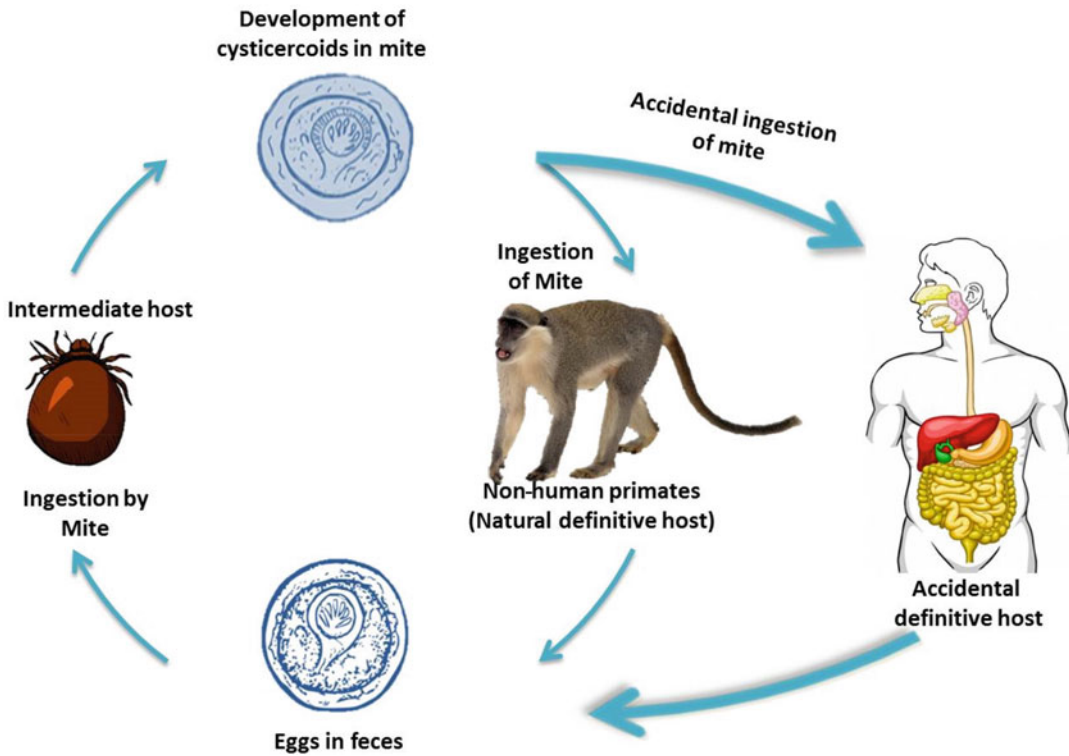 Development of
cysticercoids in mite
Accidental ingestion
of mite
Ingestion
of Mite
Intermediate host
Ingestion by
Mite
Non-human primates
(Natural definitive host)
Accidental
definitive host
Eggs in feces